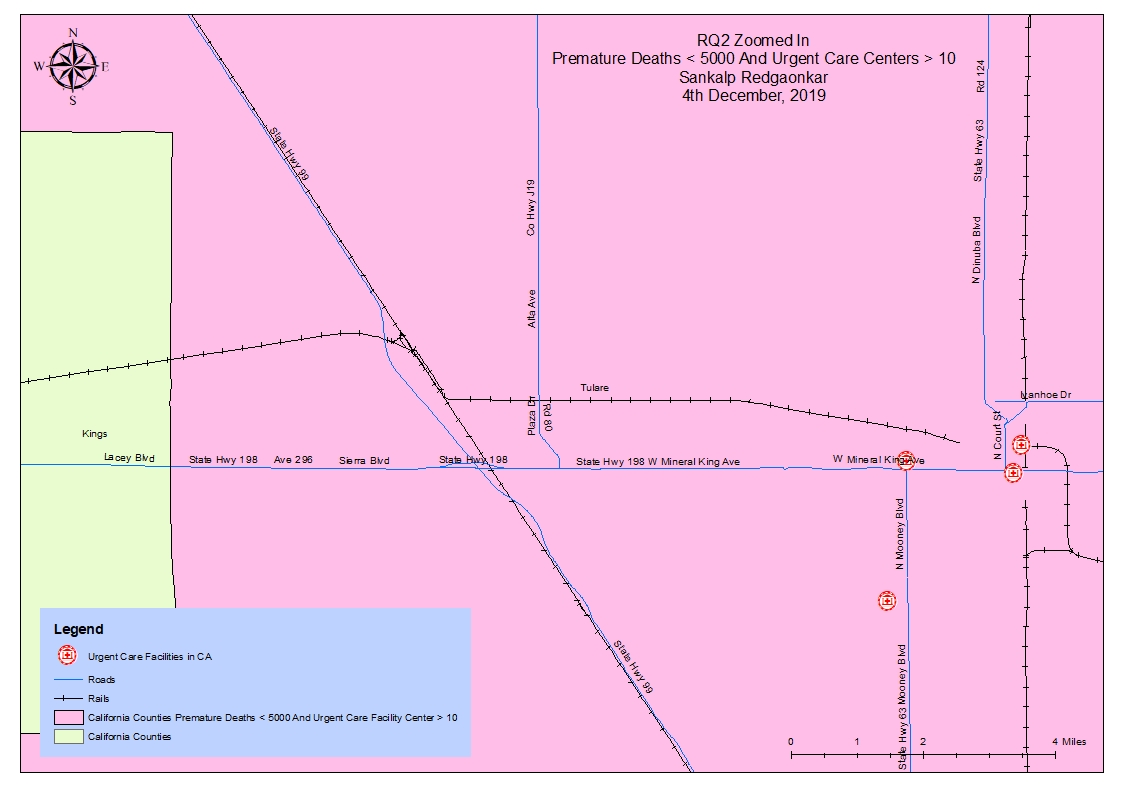 RQ2 Zoomed In
Premature Deaths < 5000 And Urgent Care Centers > 10
Sankalp Redgaonkar
4th December, 2019
N
W E
S
State Hwy 99
Co Hwy J19
Alta Ave
Plaza Dr
Rd 80
Rd 124
State Hwy 63
N Dinuba Blvd
Tulare
Ivanhoe Dr
N Court St
Kings
Lacey Blvd
State Hwy 198
Ave 296
Sierra Blvd
State Hwy 198
State Hwy 198 W Mineral King Ave
W Mineral King Ave
N Mooney Blvd
State Hwy 99
State Hwy 63 Mooney Blvd
Legend
Urgent Care Facilities in CA
Roads
Rails
California Counties Premature Deaths < 5000 And Urgent Care Facility Center > 10
California Counties
0 1 2 4 Miles